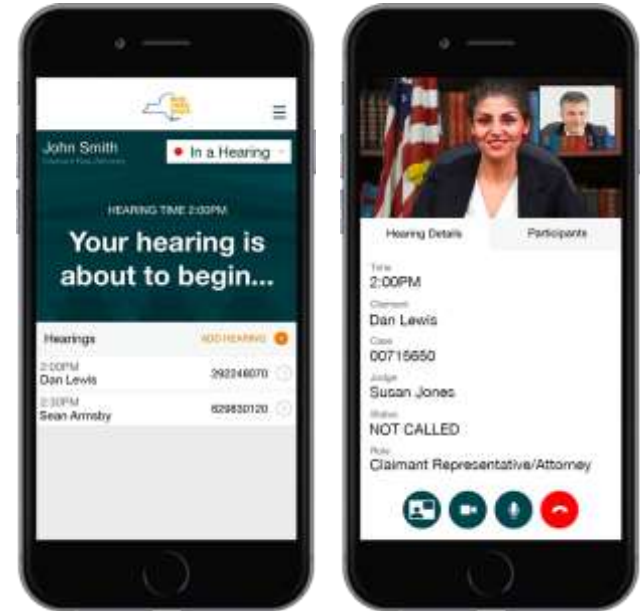 John Smith
In a Hearing
HEARING TIME 2:00PM
Your hearing is
about to begin...
Hearings
ADD HEARING
2:00PM
Dan Lewis
292246070
2:30PM
Sean Armsby
629830120
Hearing Details
Participants
Time
2:00PM
Claimant
Dan Lewis
Case
00715650
Judge
Susan Jones
Status
NOT CALLED
Role
Claimant Representative/Attorney